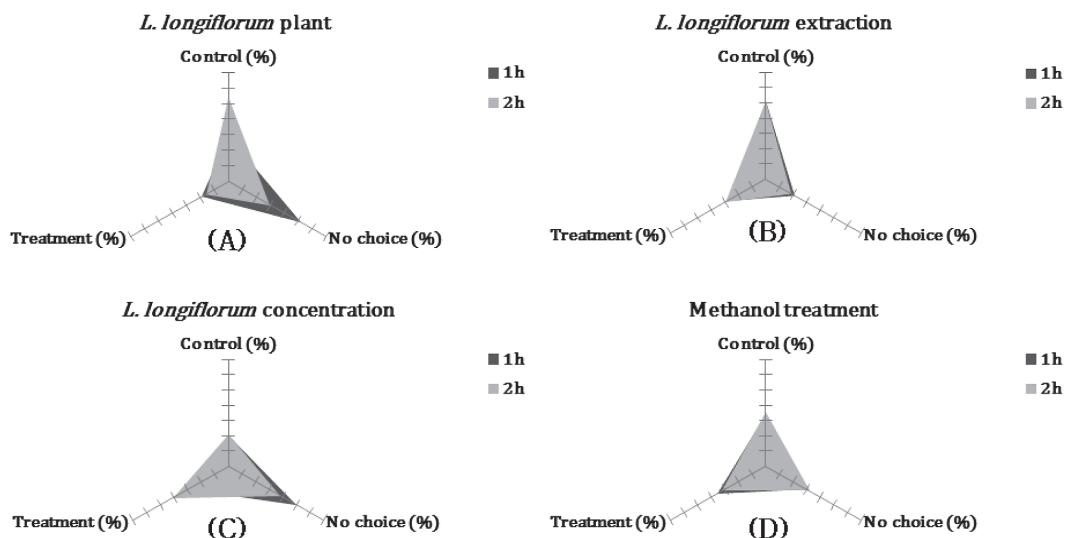 L. longiflorum plant
Control (%)
1h
2h
Treatment (%)
No choice (%)
(A)
L. longiflorum extraction
Control (%)
1h
2h
Treatment (%)
No choice (%)
(B)
L. longiflorum concentration
Control (%)
1h
2h
Treatment (%)
No choice (%)
(C)
Methanol treatment
Control (%)
1h
2h
Treatment (%)
No choice (%)
(D)